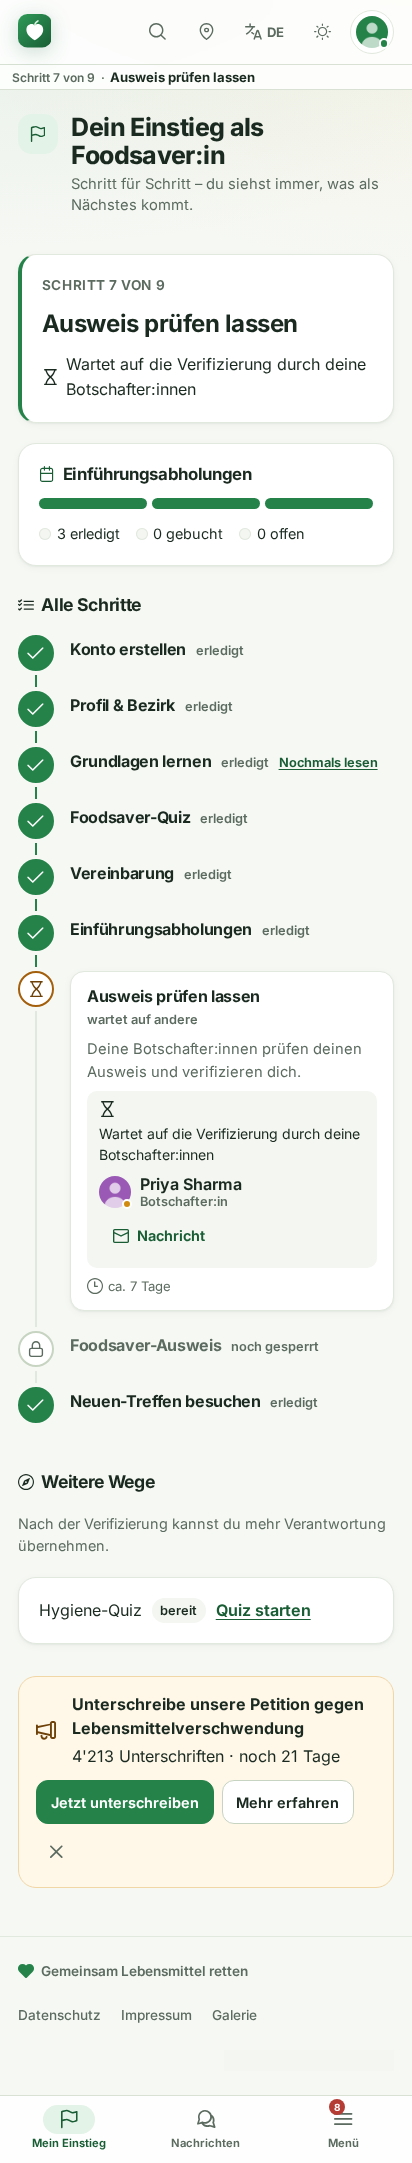 DE
Schritt 7 von 9 · Ausweis prüfen lassen
Dein Einstieg als
Foodsaver:in
Schritt für Schritt – du siehst immer, was als
Nächstes kommt.
SCHRITT 7 VON 9
Ausweis prüfen lassen
Wartet auf die Verifizierung durch deine
Botschafter:innen
Einführungsabholungen
3 erledigt 0 gebucht 0 offen
Alle Schritte
Konto erstellen erledigt
Profil & Bezirk erledigt
Grundlagen lernen erledigt Nochmals lesen
Foodsaver-Quiz erledigt
Vereinbarung erledigt
Einführungsabholungen erledigt
Ausweis prüfen lassen
wartet auf andere
Deine Botschafter:innen prüfen deinen
Ausweis und verifizieren dich.
Wartet auf die Verifizierung durch deine
Botschafter:innen
Priya Sharma
Botschafter:in
Nachricht
ca. 7 Tage
Foodsaver-Ausweis noch gesperrt
Neuen-Treffen besuchen erledigt
Weitere Wege
Nach der Verifizierung kannst du mehr Verantwortung
übernehmen.
Hygiene-Quiz bereit Quiz starten
Unterschreibe unsere Petition gegen
Lebensmittelverschwendung
4'213 Unterschriften · noch 21 Tage
Jetzt unterschreiben Mehr erfahren
Gemeinsam Lebensmittel retten
Datenschutz Impressum Galerie
8
Mein Einstieg Nachrichten Menü